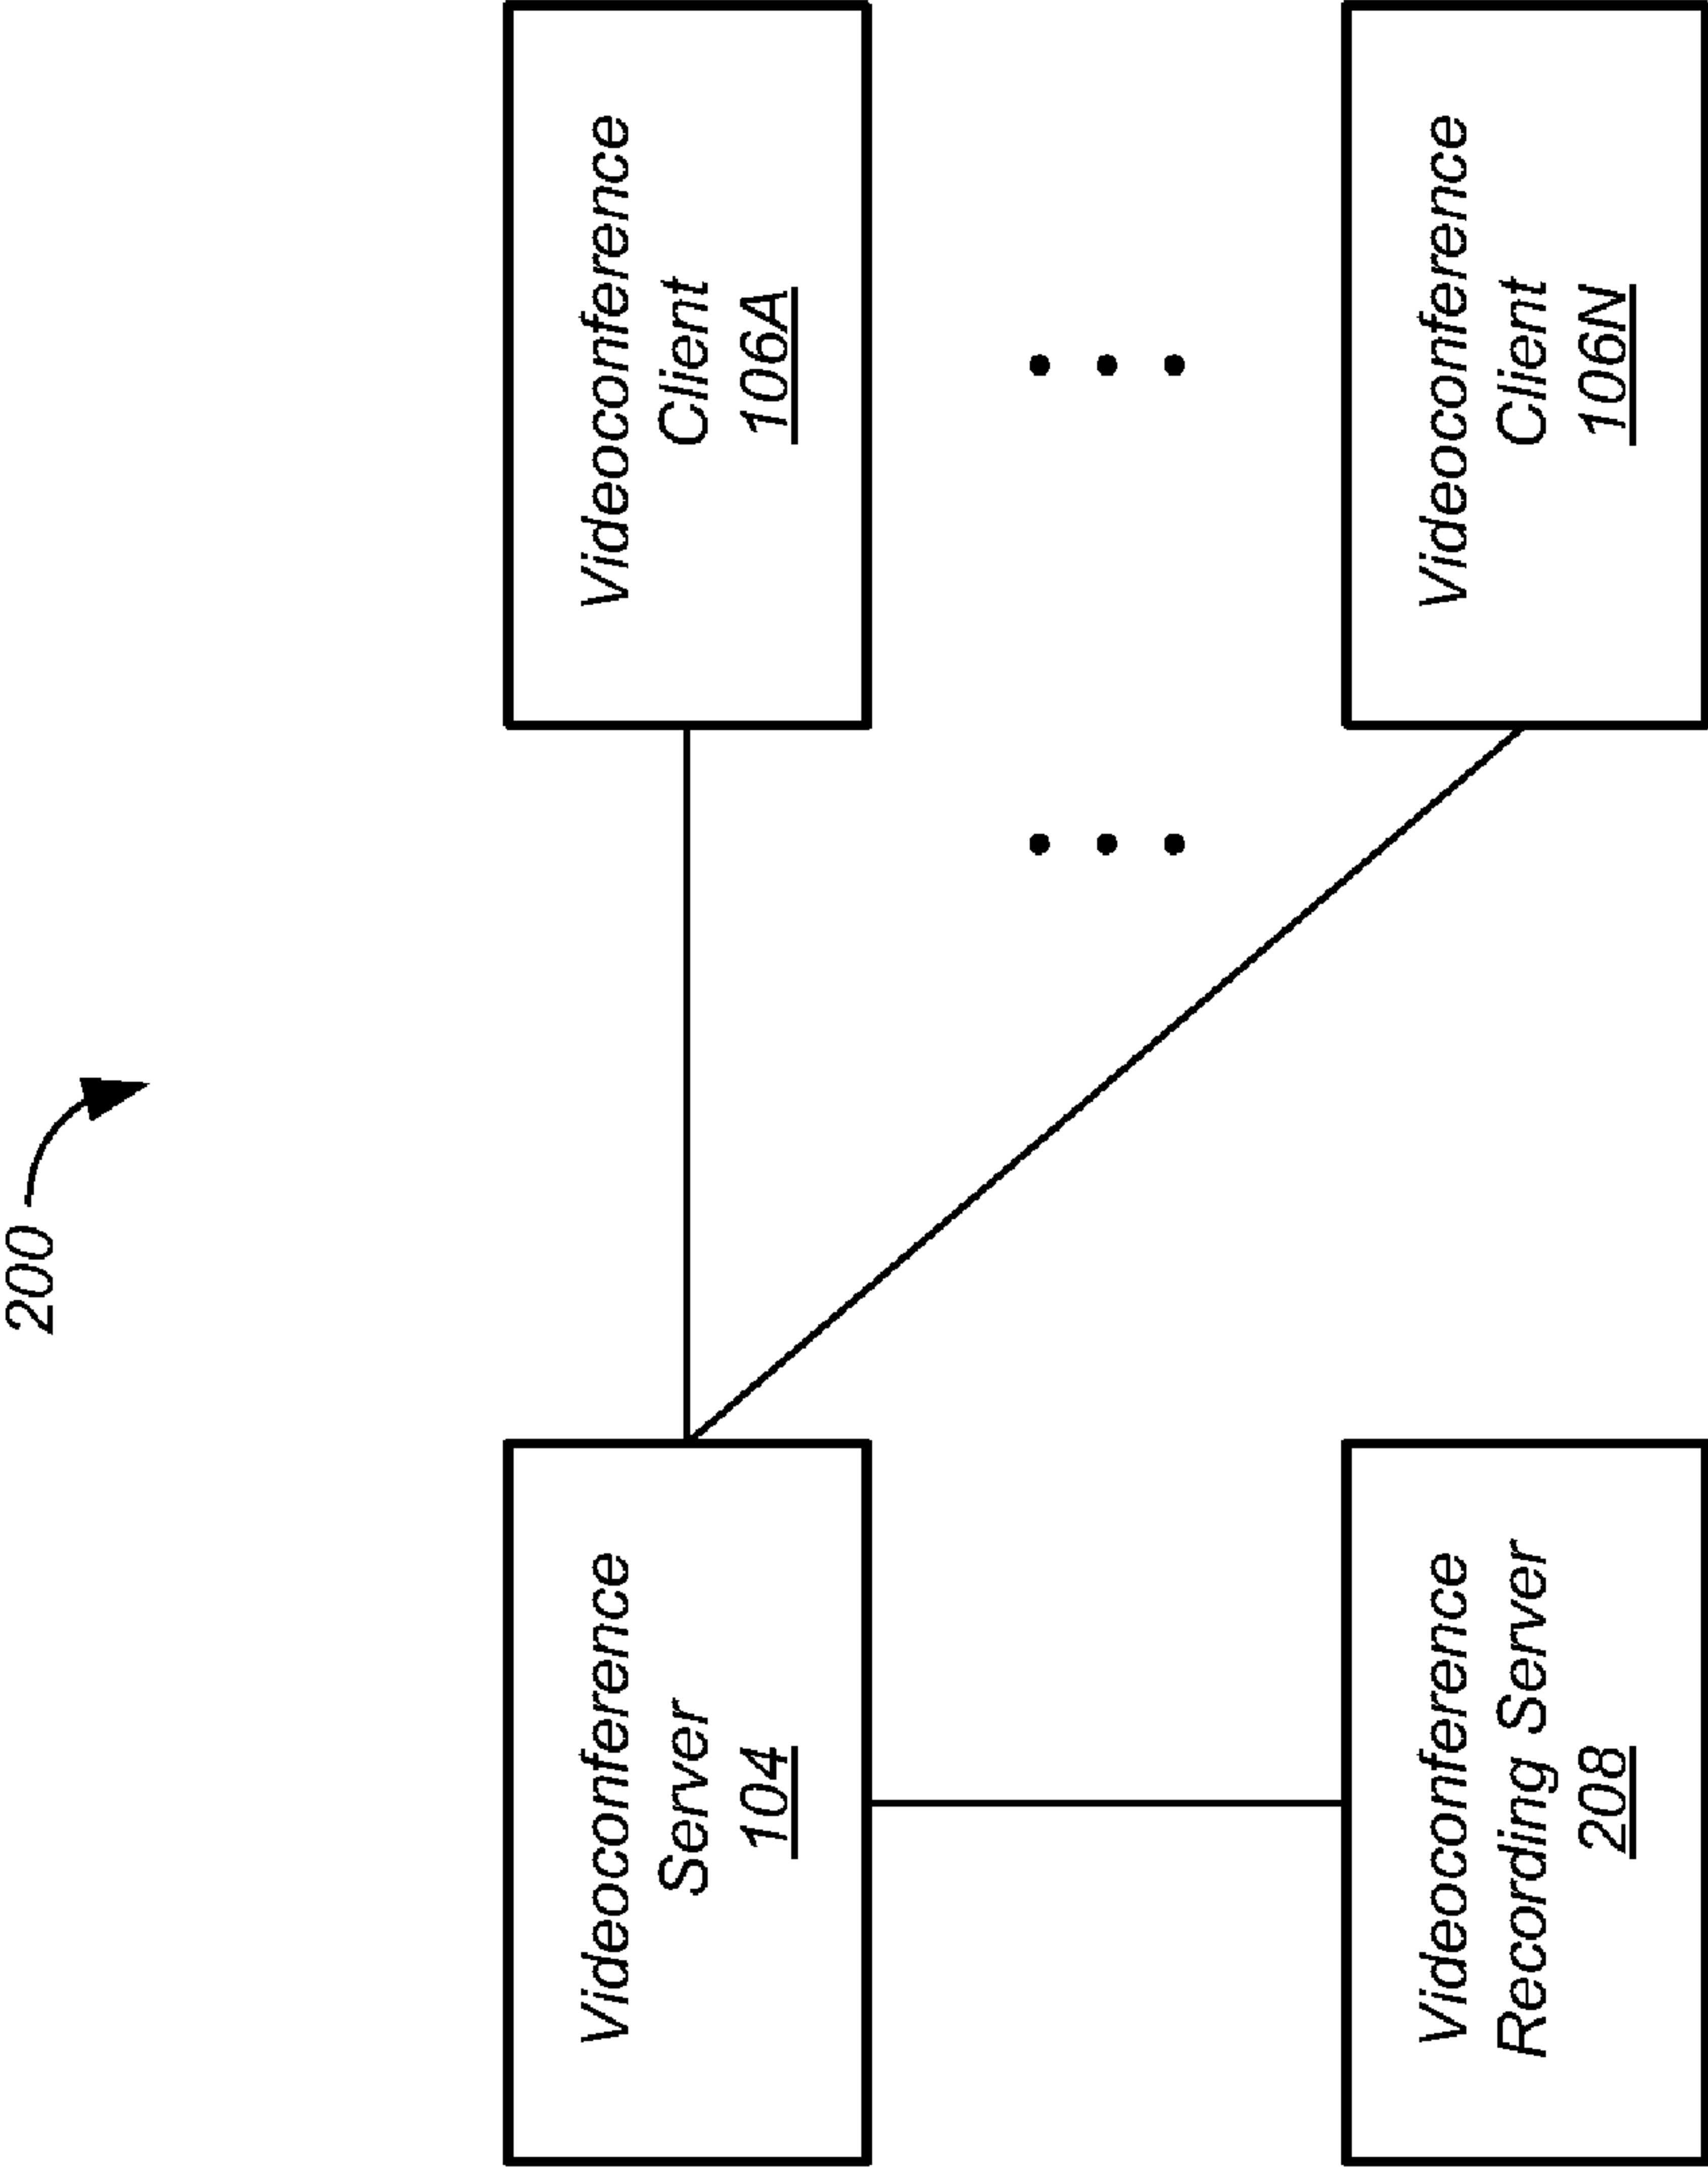 200
Videoconference
Server
104
Videoconference
Client
106A
Videoconference
Recording Server
208
Videoconference
Client
106N